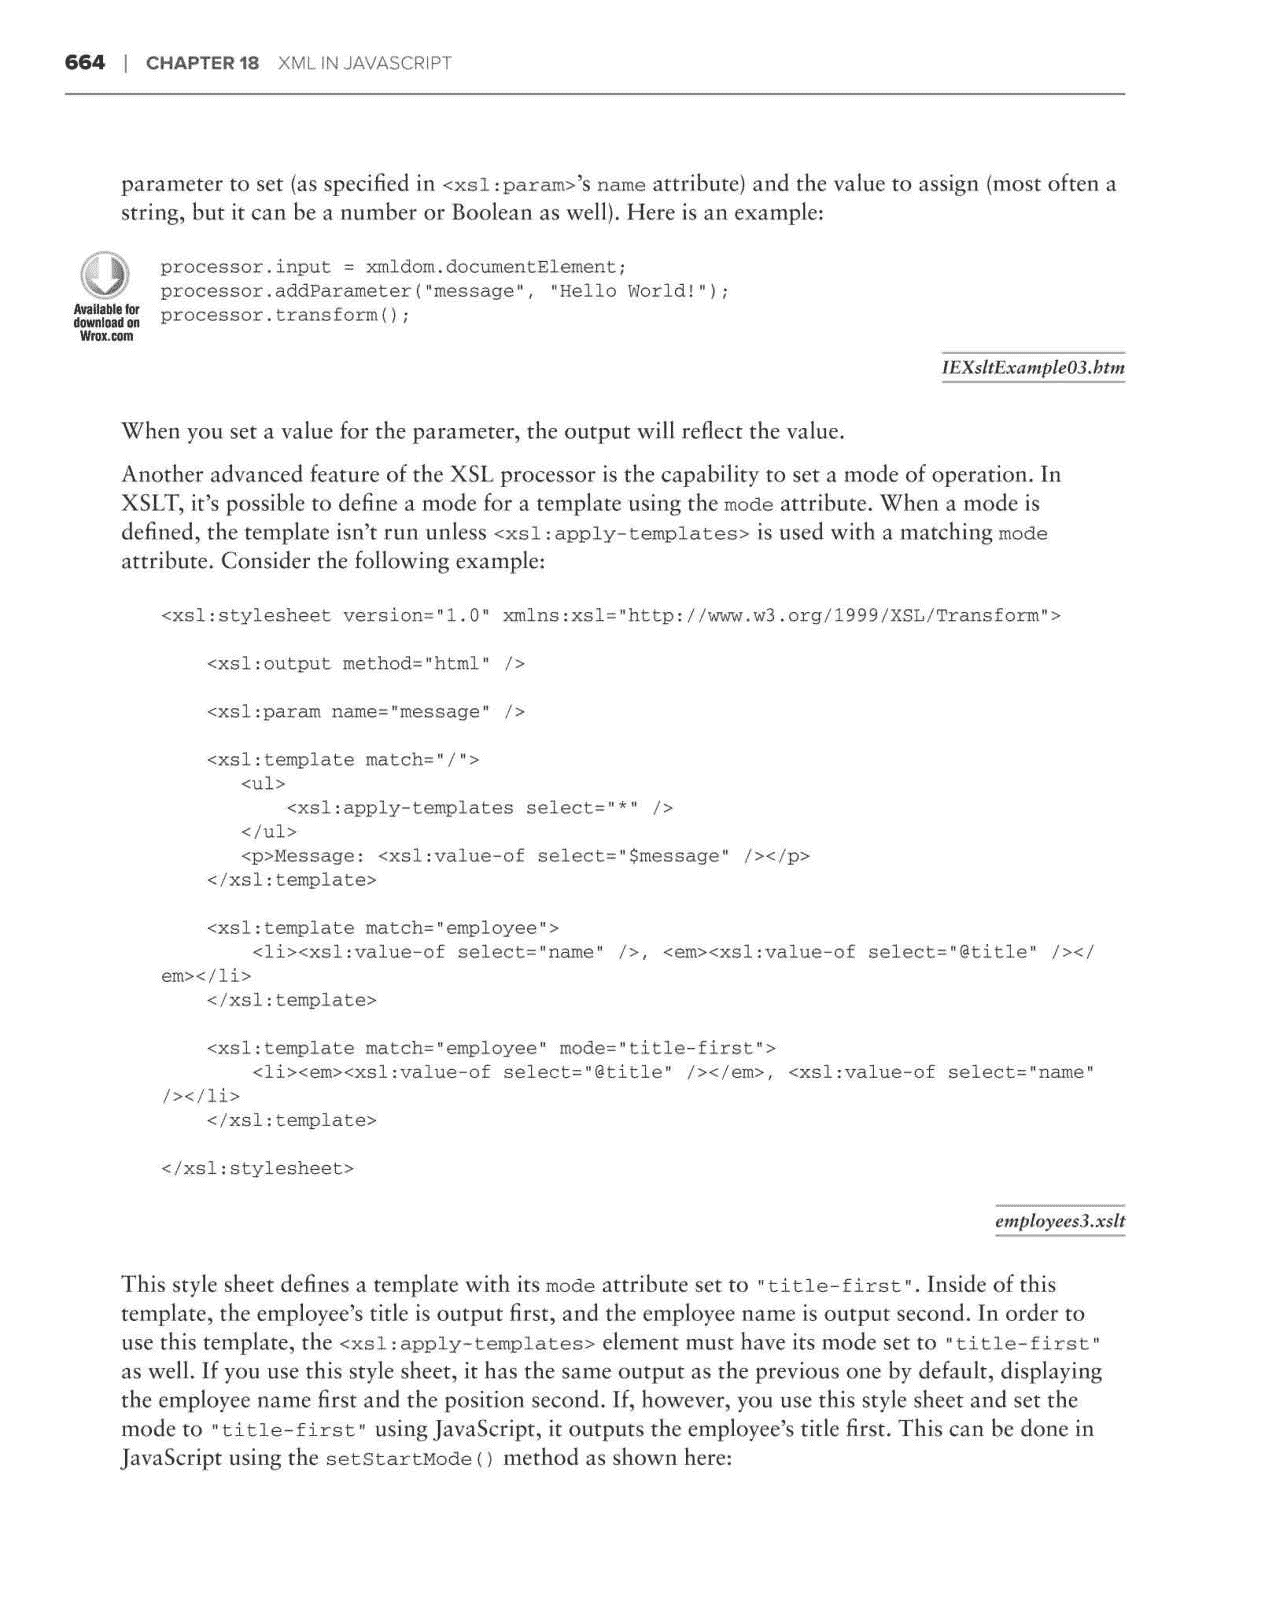 664 | CHAPTER 18 XML IN JAVASCRIPT
parameter to set (as specified in <xsl:param>’s name attribute) and the value to assign (most often a
string, but it can be a number or Boolean as well). Here is an example:
processor.input = xmldom.documentElement;
processor.addParameter("message", "Hello World!");
processor.transform();
Available for
download on
Wrox.com
IEXsltExample03.htm
When you set a value for the parameter, the output will reflect the value.
Another advanced feature of the XSL processor is the capability to set a mode of operation. In
XSLT, it’s possible to define a mode for a template using the mode attribute. When a mode is
defined, the template isn’t run unless <xsl:apply-templates> is used with a matching mode
attribute. Consider the following example:
<xsl:stylesheet version="1.0" xmlns:xsl="http://www.w3.org/1999/XSL/Transform">
<xsl:output method="html" />
<xsl:param name="message" />
<xsl:template match="/">
<ul>
<xsl:apply-templates select="*" />
</ul>
<p>Message: <xsl:value-of select="$message" /></p>
</xsl:template>
<xsl:template match="employee">
<li><xsl:value-of select="name" />, <em><xsl:value-of select="@title" /></
em></li>
</xsl:template>
<xsl:template match="employee" mode="title-first">
<li><em><xsl:value-of select="@title" /></em>, <xsl:value-of select="name"
/></li>
</xsl:template>
</xsl:stylesheet>
employees3.xslt
This style sheet defines a template with its mode attribute set to "title-first". Inside of this
template, the employee’s title is output first, and the employee name is output second. In order to
use this template, the <xsl:apply-templates> element must have its mode set to "title-first"
as well. If you use this style sheet, it has the same output as the previous one by default, displaying
the employee name first and the position second. If, however, you use this style sheet and set the
mode to "title-first" using JavaScript, it outputs the employee’s title first. This can be done in
JavaScript using the setStartMode() method as shown here: